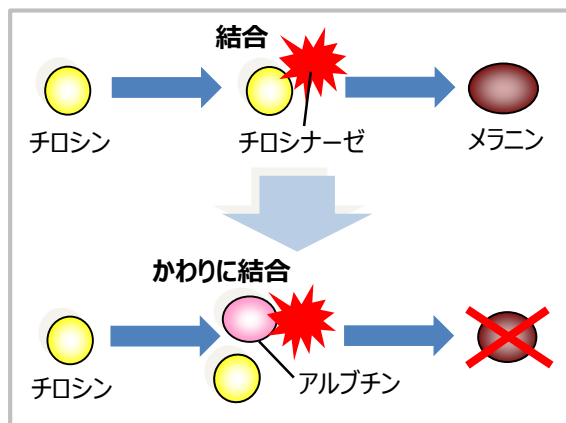 結合
チロシン
チロシナーゼ
メラニン
かわりに結合
チロシン
アルブチン